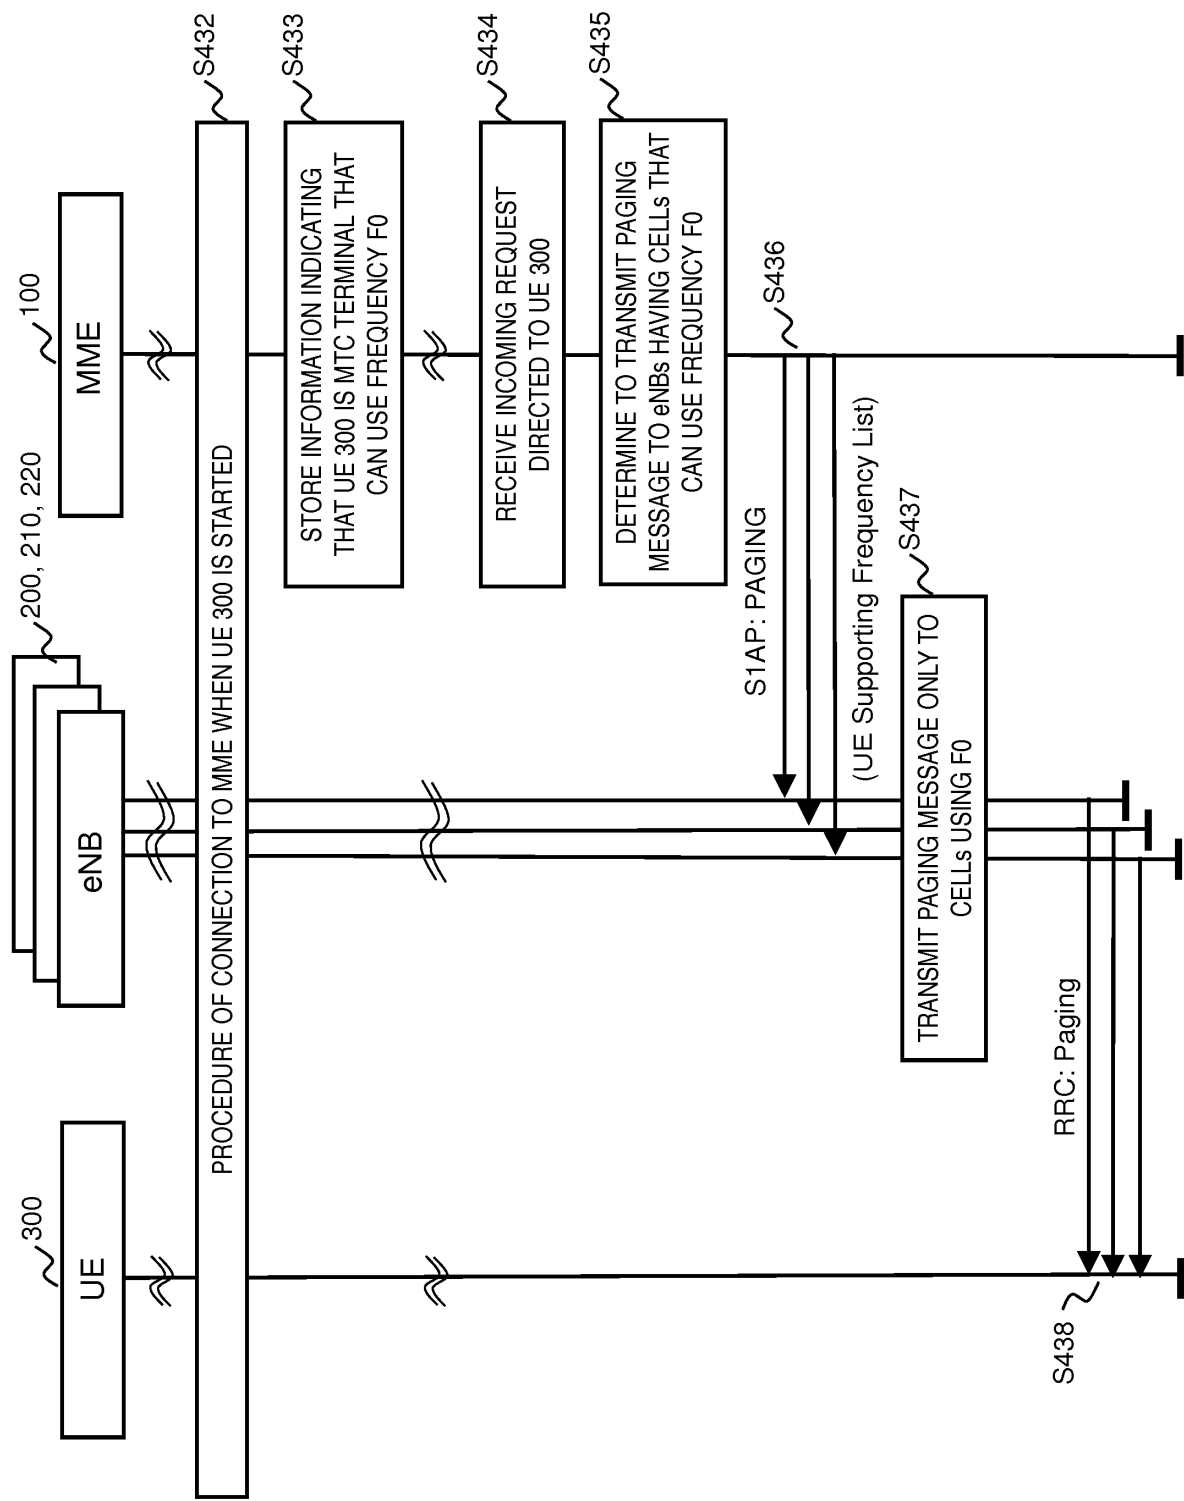 300
UE
200, 210, 220
eNB
100
MME
S432
PROCEDURE OF CONNECTION TO MME WHEN UE 300 IS STARTED
S433
STORE INFORMATION INDICATING
THAT UE 300 IS MTC TERMINAL THAT
CAN USE FREQUENCY F0
S434
RECEIVE INCOMING REQUEST
DIRECTED TO UE 300
S435
DETERMINE TO TRANSMIT PAGING
MESSAGE TO eNBs HAVING CELLs THAT
CAN USE FREQUENCY F0
S436
S1AP: PAGING
(UE Supporting Frequency List)
S437
TRANSMIT PAGING MESSAGE ONLY TO
CELLs USING F0
RRC: Paging
S438